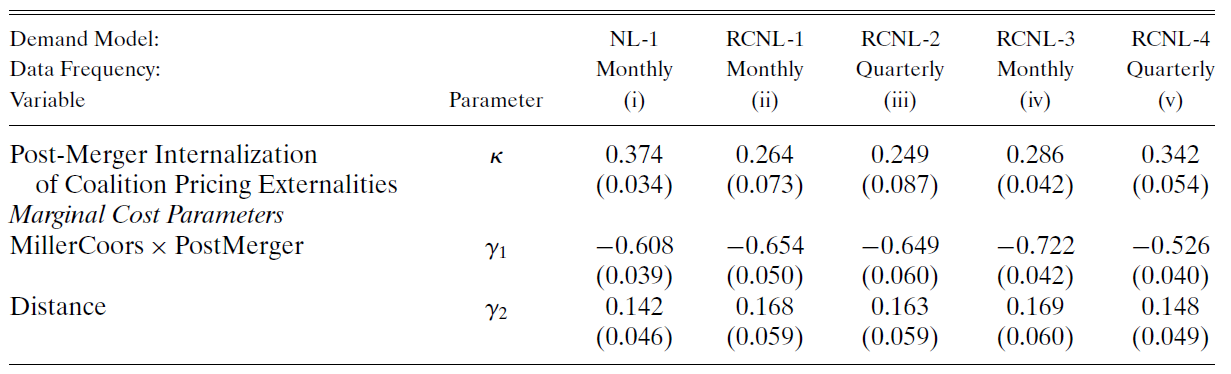 Demand Model: NL-1 RCNL-1 RCNL-2 RCNL-3 RCNL-4
Data Frequency: Monthly Monthly Quarterly Monthly Quarterly
Variable Parameter (i) (ii) (iii) (iv) (v)
Post-Merger Internalization κ 0.374 0.264 0.249 0.286 0.342
of Coalition Pricing Externalities (0.034) (0.073) (0.087) (0.042) (0.054)
Marginal Cost Parameters
MillerCoors × PostMerger γ1 −0.608 −0.654 −0.649 −0.722 −0.526
(0.039) (0.050) (0.060) (0.042) (0.040)
Distance γ2 0.142 0.168 0.163 0.169 0.148
(0.046) (0.059) (0.059) (0.060) (0.049)